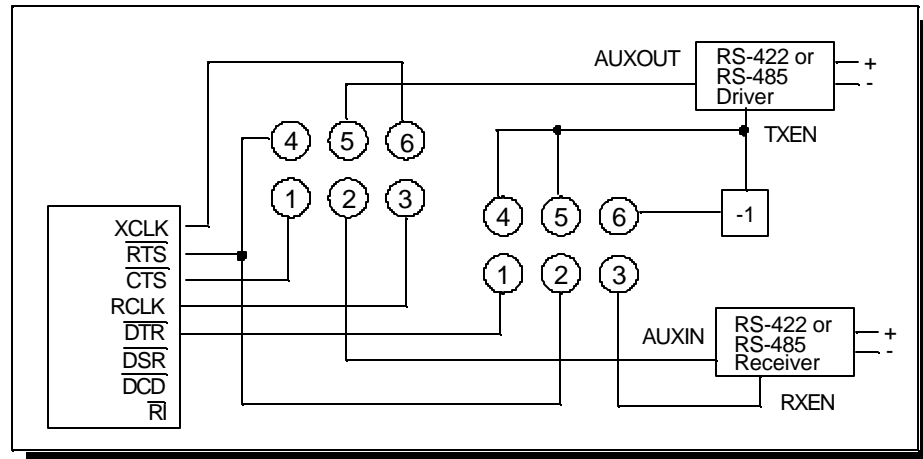 AUXOUT
RS-422 or
RS-485
Driver
+
-
TXEN
4 5 6
1 2 3
4 5 6
-1
1 2 3
XCLK
RTS
CTS
RCLK
DTR
DSR
DCD
RI
AUXIN
RS-422 or
RS-485
Receiver
+
-
RXEN